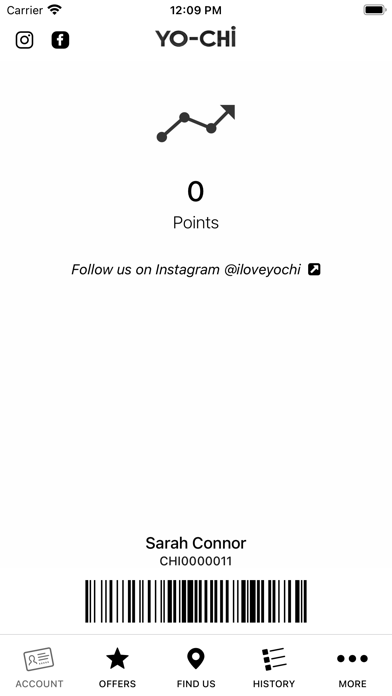 Carrier 12:09 PM
YO-CHi
0
Points
Follow us on Instagram @iloveyochi
Sarah Connor
CHI0000011
ACCOUNT OFFERS FIND US HISTORY MORE